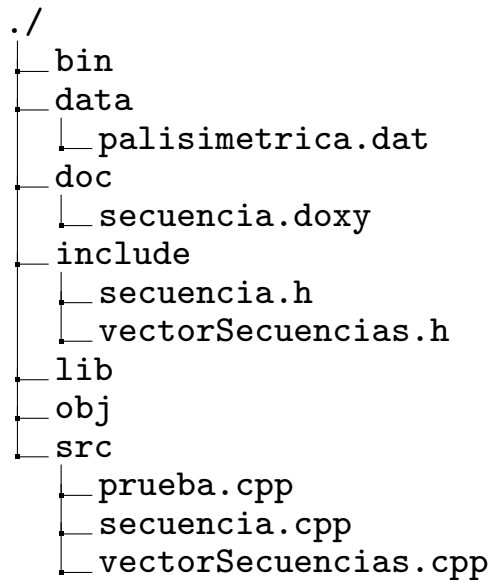 ./
bin
data
palisimetrica.dat
doc
secuencia.doxy
include
secuencia.h
vectorSecuencias.h
lib
obj
src
prueba.cpp
secuencia.cpp
vectorSecuencias.cpp